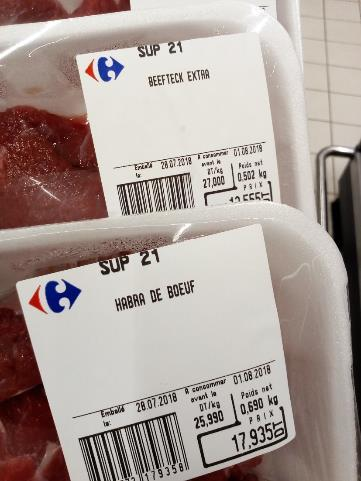 SUP 21
BEEFTECK EXTRA
Emballé le: 28.07.2018 A consommer avant le 01.08.2018
DT/kg 27,000 Poids net 0.502 kg
PRIX
SUP 21
HABRA DE BOEUF
Emballé le: 28.07.2018 A consommer avant le 01.08.2018
DT/kg 25,990 Poids net 0,690 kg
PRIX
17,935
179358